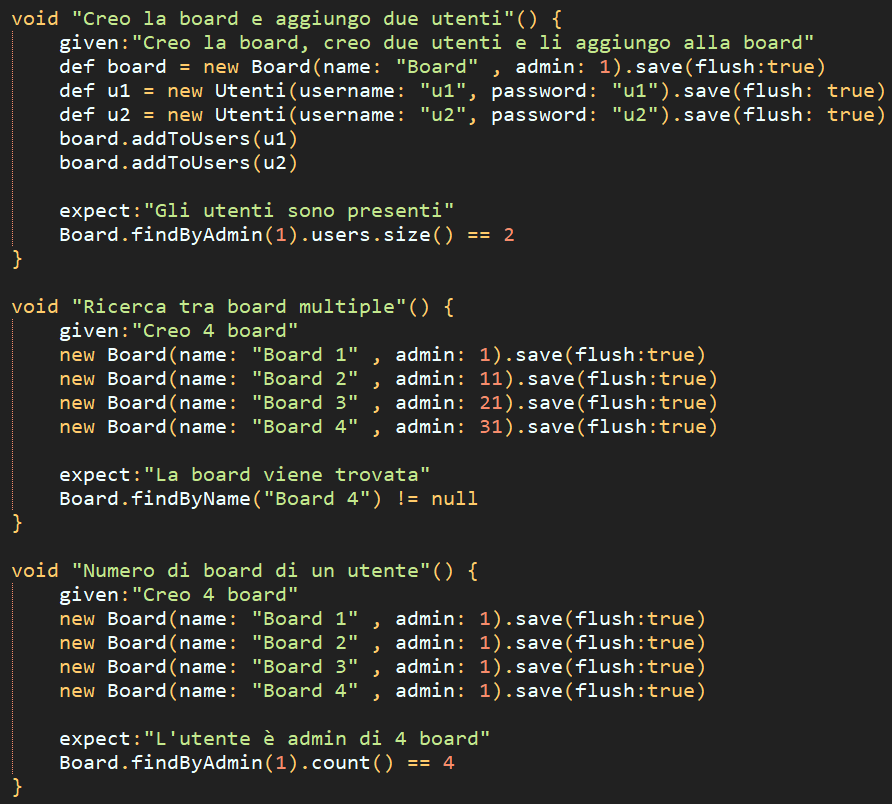 void "Creo la board e aggiungo due utenti"() {
    given:"Creo la board, creo due utenti e li aggiungo alla board"
    def board = new Board(name: "Board" , admin: 1).save(flush:true)
    def u1 = new Utenti(username: "u1", password: "u1").save(flush: true)
    def u2 = new Utenti(username: "u2", password: "u2").save(flush: true)
    board.addToUsers(u1)
    board.addToUsers(u2)

    expect:"Gli utenti sono presenti"
    Board.findByAdmin(1).users.size() == 2
}

void "Ricerca tra board multiple"() {
    given:"Creo 4 board"
    new Board(name: "Board 1" , admin: 1).save(flush:true)
    new Board(name: "Board 2" , admin: 11).save(flush:true)
    new Board(name: "Board 3" , admin: 21).save(flush:true)
    new Board(name: "Board 4" , admin: 31).save(flush:true)

    expect:"La board viene trovata"
    Board.findByName("Board 4") != null
}

void "Numero di board di un utente"() {
    given:"Creo 4 board"
    new Board(name: "Board 1" , admin: 1).save(flush:true)
    new Board(name: "Board 2" , admin: 1).save(flush:true)
    new Board(name: "Board 3" , admin: 1).save(flush:true)
    new Board(name: "Board 4" , admin: 1).save(flush:true)

    expect:"L'utente è admin di 4 board"
    Board.findByAdmin(1).count() == 4
}